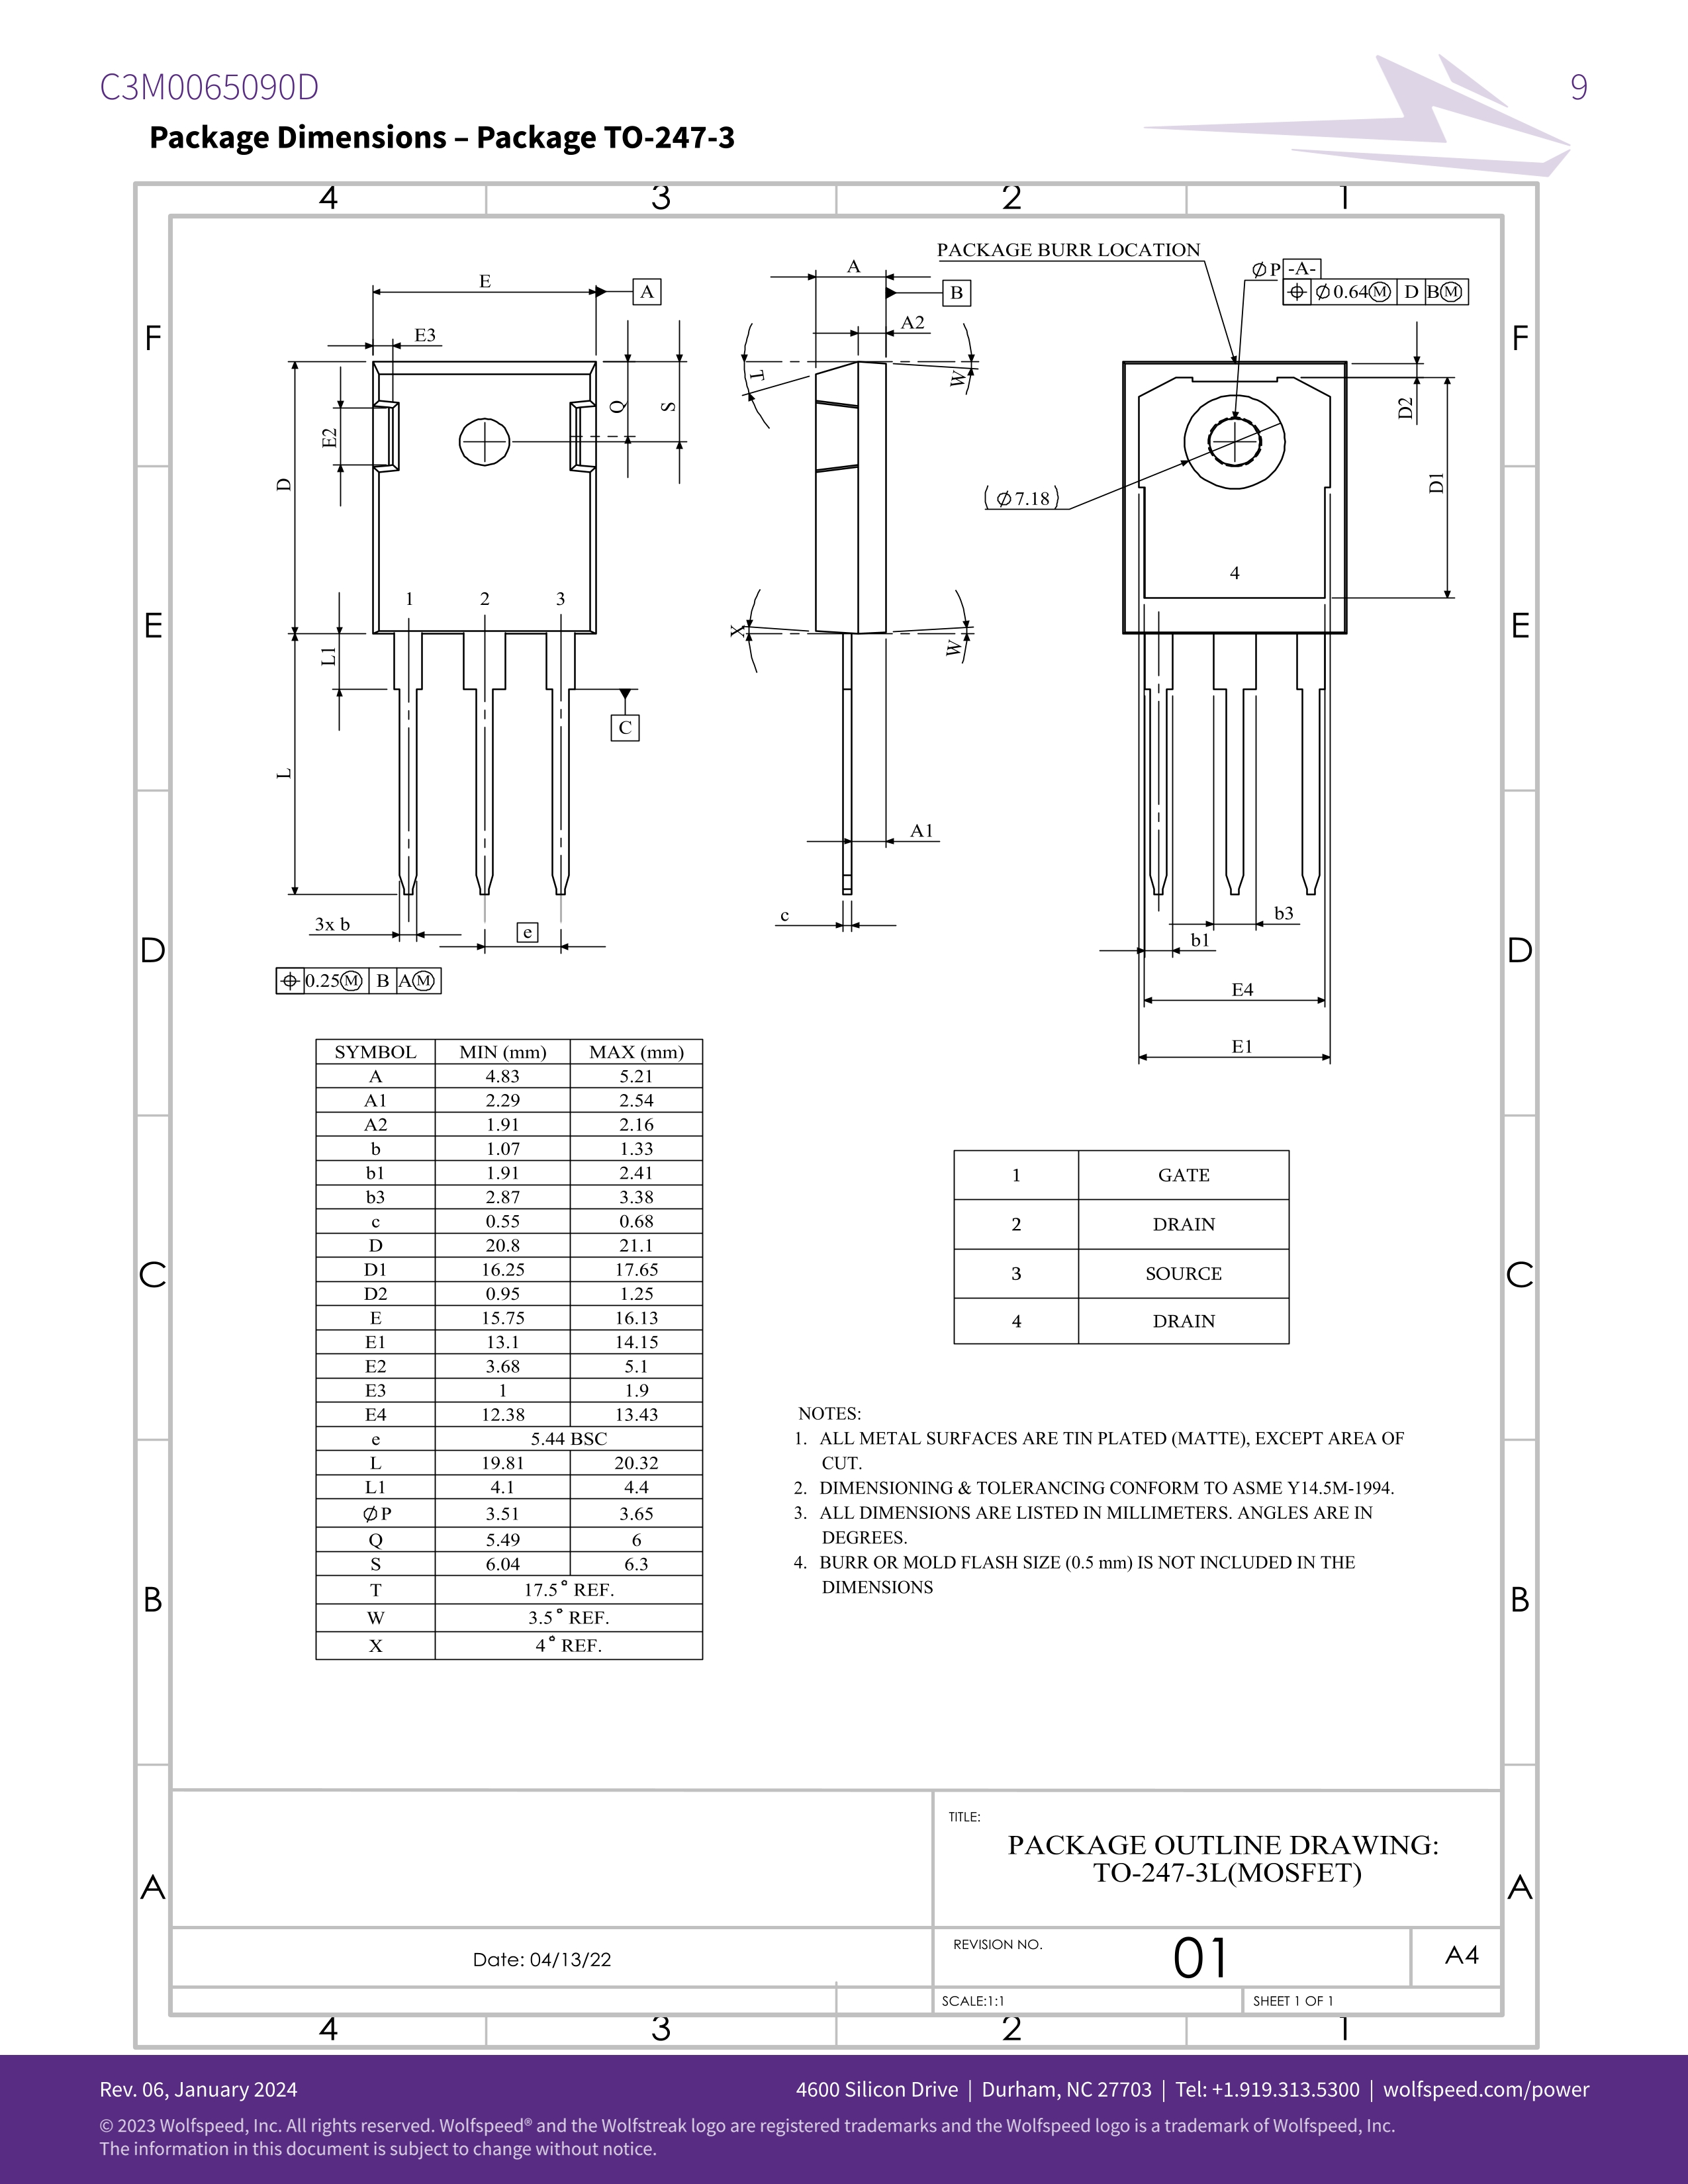 C3M0065090D
9
Package Dimensions – Package TO-247-3
4 3 2 1
PACKAGE BURR LOCATION
E
A
A
B
A2
E3
T
W
Q
S
E2
D
1 2 3
L1
C
L
X
W
A1
c
3x b
e
⌖ 0.25Ⓜ B AⓂ
∅P -A-
⌖ ∅0.64Ⓜ D BⓂ
D2
D1
(∅7.18)
4
b3
b1
E4
E1
F F
E E
D D
C C
B B
A A
SYMBOL MIN (mm) MAX (mm)
A 4.83 5.21
A1 2.29 2.54
A2 1.91 2.16
b 1.07 1.33
b1 1.91 2.41
b3 2.87 3.38
c 0.55 0.68
D 20.8 21.1
D1 16.25 17.65
D2 0.95 1.25
E 15.75 16.13
E1 13.1 14.15
E2 3.68 5.1
E3 1 1.9
E4 12.38 13.43
e 5.44 BSC
L 19.81 20.32
L1 4.1 4.4
∅P 3.51 3.65
Q 5.49 6
S 6.04 6.3
T 17.5° REF.
W 3.5° REF.
X 4° REF.
1 GATE
2 DRAIN
3 SOURCE
4 DRAIN
NOTES:
1. ALL METAL SURFACES ARE TIN PLATED (MATTE), EXCEPT AREA OF
CUT.
2. DIMENSIONING & TOLERANCING CONFORM TO ASME Y14.5M-1994.
3. ALL DIMENSIONS ARE LISTED IN MILLIMETERS. ANGLES ARE IN
DEGREES.
4. BURR OR MOLD FLASH SIZE (0.5 mm) IS NOT INCLUDED IN THE
DIMENSIONS
TITLE:
PACKAGE OUTLINE DRAWING:
TO-247-3L(MOSFET)
Date: 04/13/22
REVISION NO. 01
A4
SCALE:1:1
SHEET 1 OF 1
4 3 2 1
Rev. 06, January 2024
4600 Silicon Drive | Durham, NC 27703 | Tel: +1.919.313.5300 | wolfspeed.com/power
© 2023 Wolfspeed, Inc. All rights reserved. Wolfspeed® and the Wolfstreak logo are registered trademarks and the Wolfspeed logo is a trademark of Wolfspeed, Inc.
The information in this document is subject to change without notice.